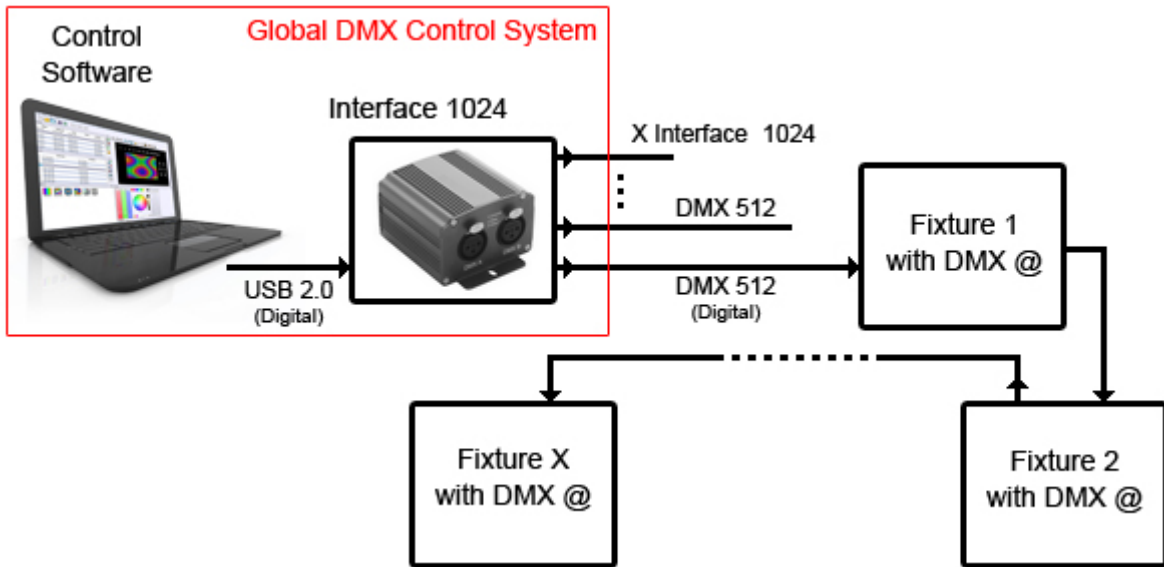 Global DMX Control System
Control
Software
Interface 1024
X Interface 1024
DMX 512
USB 2.0
(Digital)
DMX 512
(Digital)
Fixture 1
with DMX @
Fixture X
with DMX @
Fixture 2
with DMX @